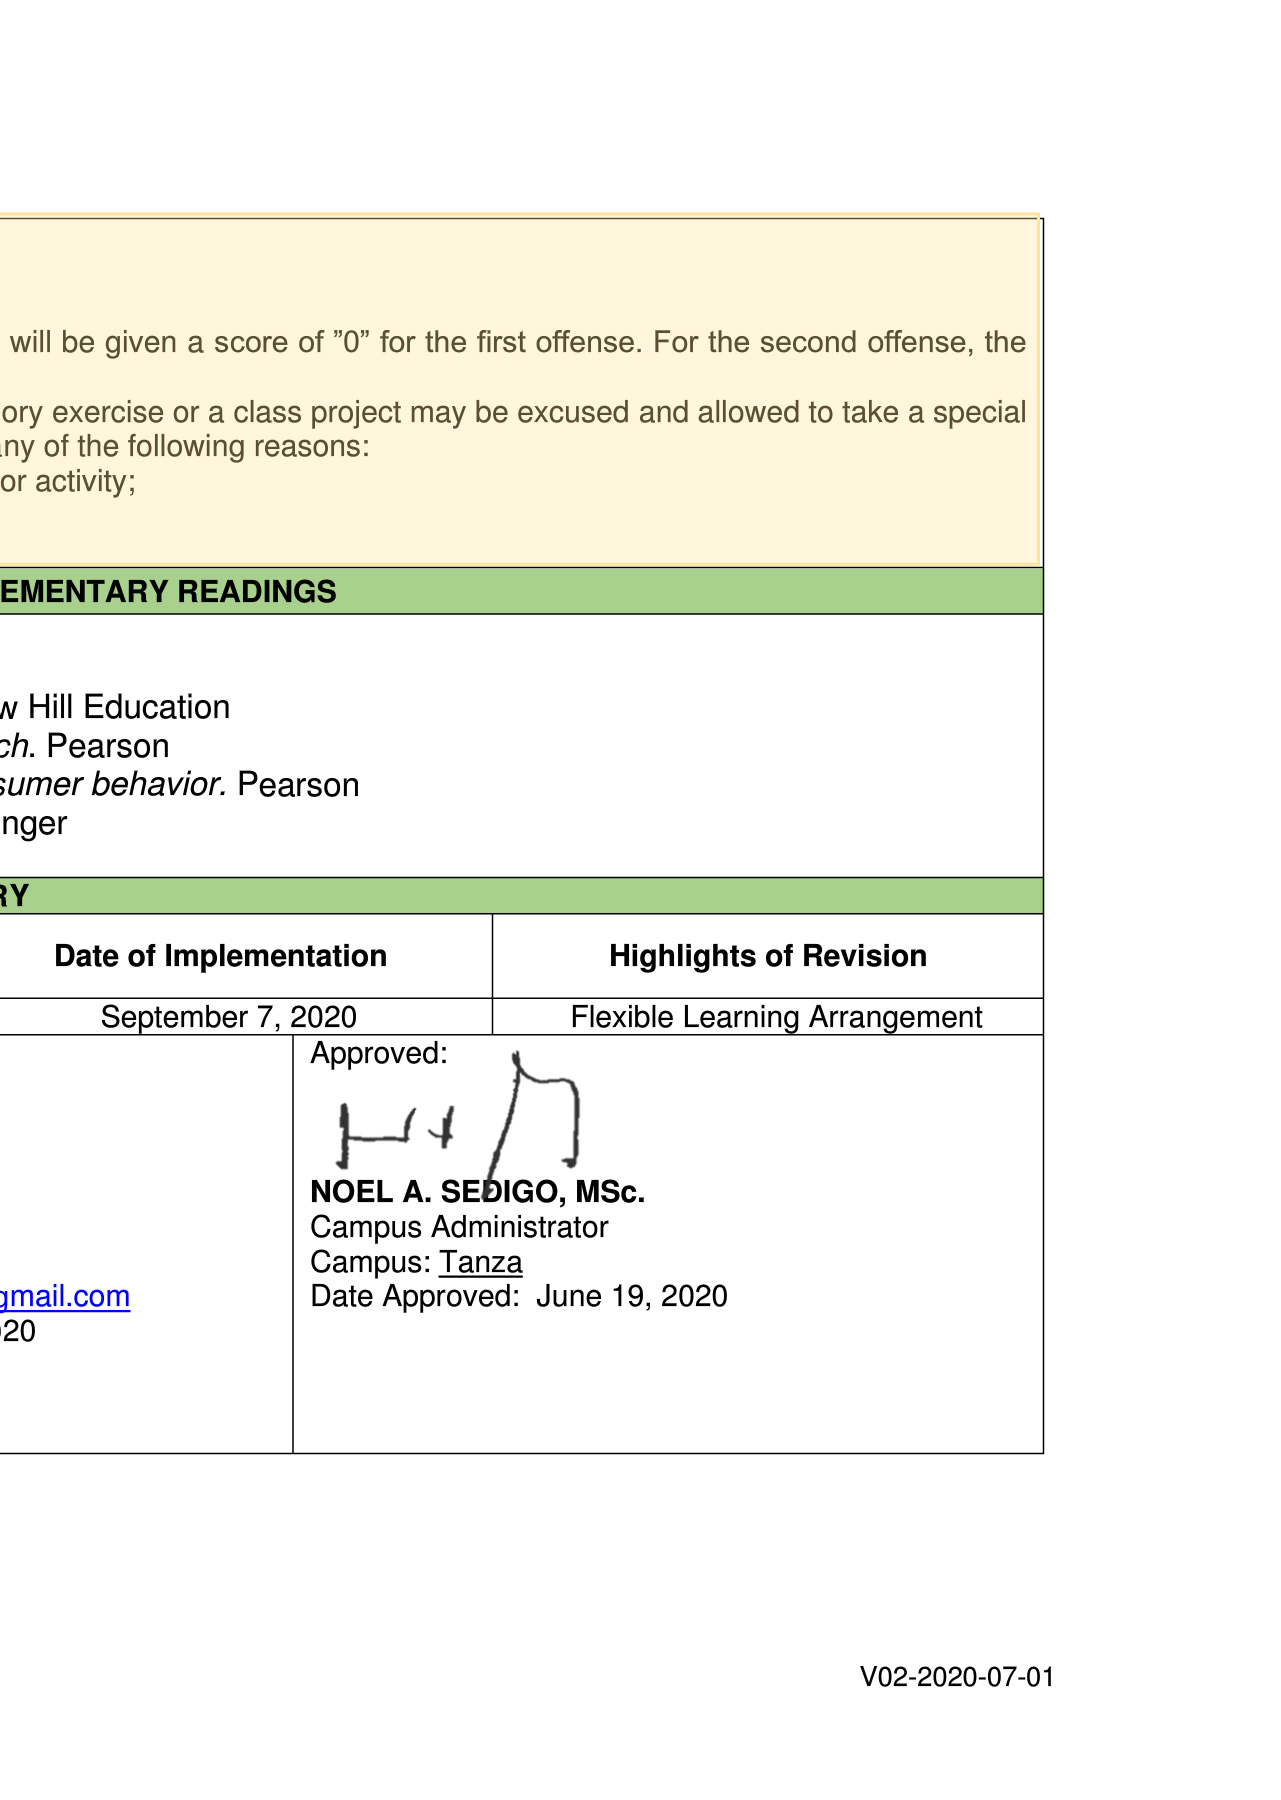 will be given a score of ”0” for the first offense. For the second offense, the
ory exercise or a class project may be excused and allowed to take a special
any of the following reasons:
or activity;
EMENTARY READINGS
w Hill Education
ch. Pearson
sumer behavior. Pearson
nger
RY
Date of Implementation
Highlights of Revision
September 7, 2020
Flexible Learning Arrangement
Approved:
NOEL A. SEDIGO, MSc.
Campus Administrator
Campus: Tanza
Date Approved: June 19, 2020
gmail.com
020
V02-2020-07-01